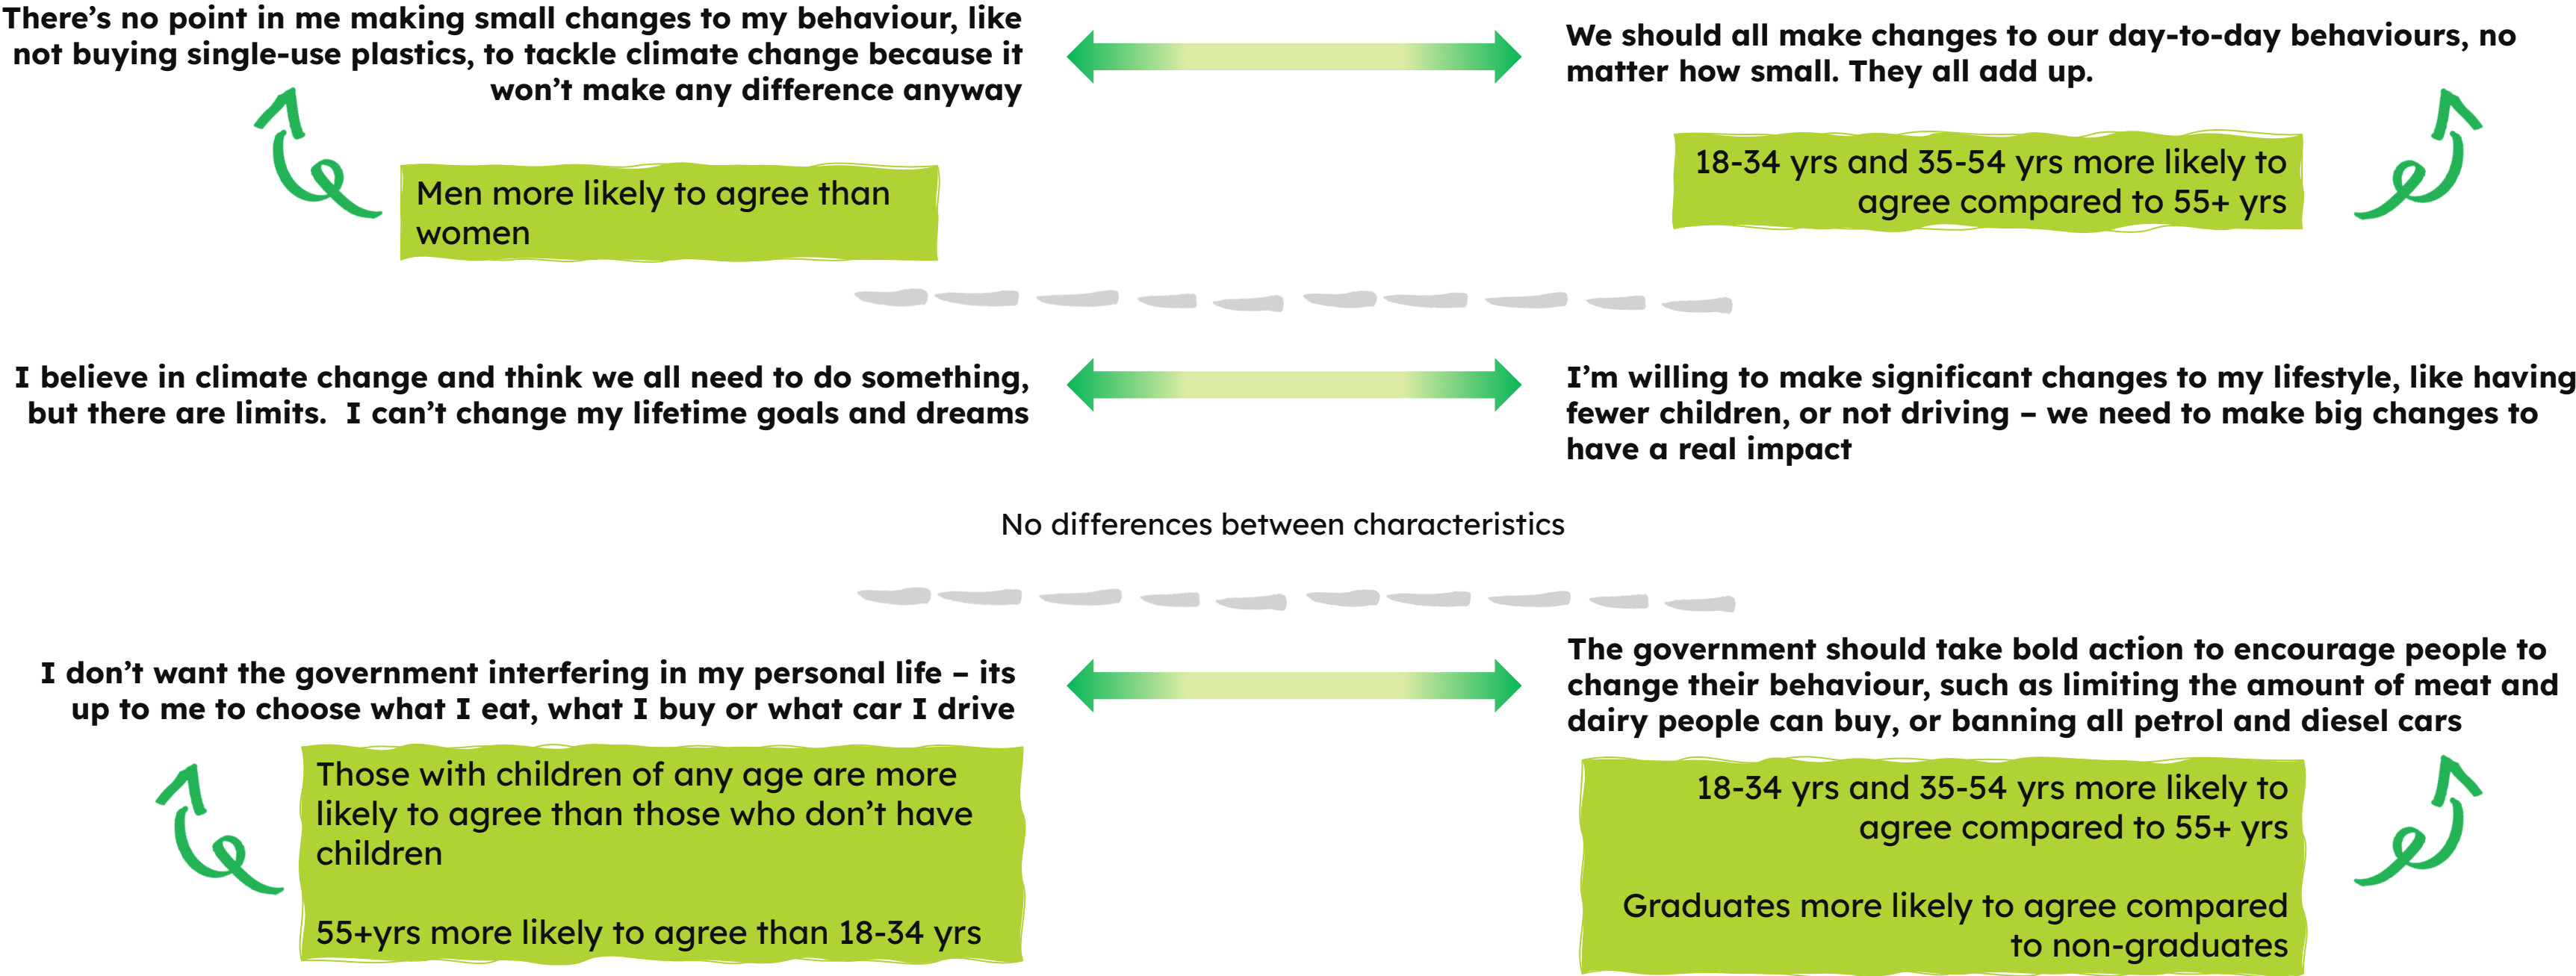 There’s no point in me making small changes to my behaviour, like
not buying single-use plastics, to tackle climate change because it
won’t make any difference anyway
We should all make changes to our day-to-day behaviours, no
matter how small. They all add up.
Men more likely to agree than
women
18-34 yrs and 35-54 yrs more likely to
agree compared to 55+ yrs
I believe in climate change and think we all need to do something,
but there are limits.  I can’t change my lifetime goals and dreams
I’m willing to make significant changes to my lifestyle, like having
fewer children, or not driving – we need to make big changes to
have a real impact
No differences between characteristics
I don’t want the government interfering in my personal life – its
up to me to choose what I eat, what I buy or what car I drive
The government should take bold action to encourage people to
change their behaviour, such as limiting the amount of meat and
dairy people can buy, or banning all petrol and diesel cars
Those with children of any age are more
likely to agree than those who don’t have
children
55+yrs more likely to agree than 18-34 yrs
18-34 yrs and 35-54 yrs more likely to
agree compared to 55+ yrs
Graduates more likely to agree compared
to non-graduates